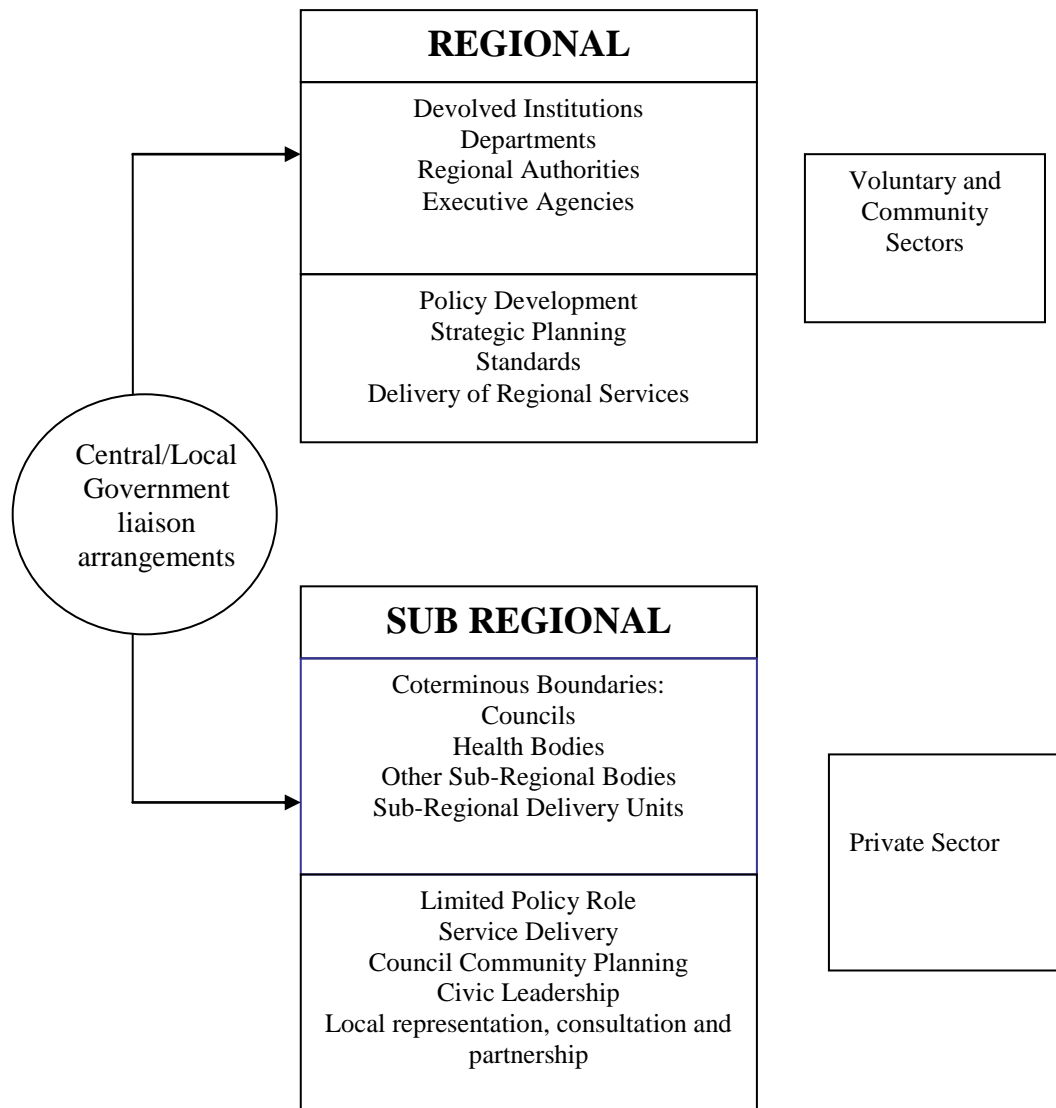 REGIONAL
Devolved Institutions
Departments
Regional Authorities
Executive Agencies
Voluntary and
Community
Sectors
Policy Development
Strategic Planning
Standards
Delivery of Regional Services
Central/Local
Government
liaison
arrangements
SUB REGIONAL
Coterminous Boundaries:
Councils
Health Bodies
Other Sub-Regional Bodies
Sub-Regional Delivery Units
Private Sector
Limited Policy Role
Service Delivery
Council Community Planning
Civic Leadership
Local representation, consultation and
partnership